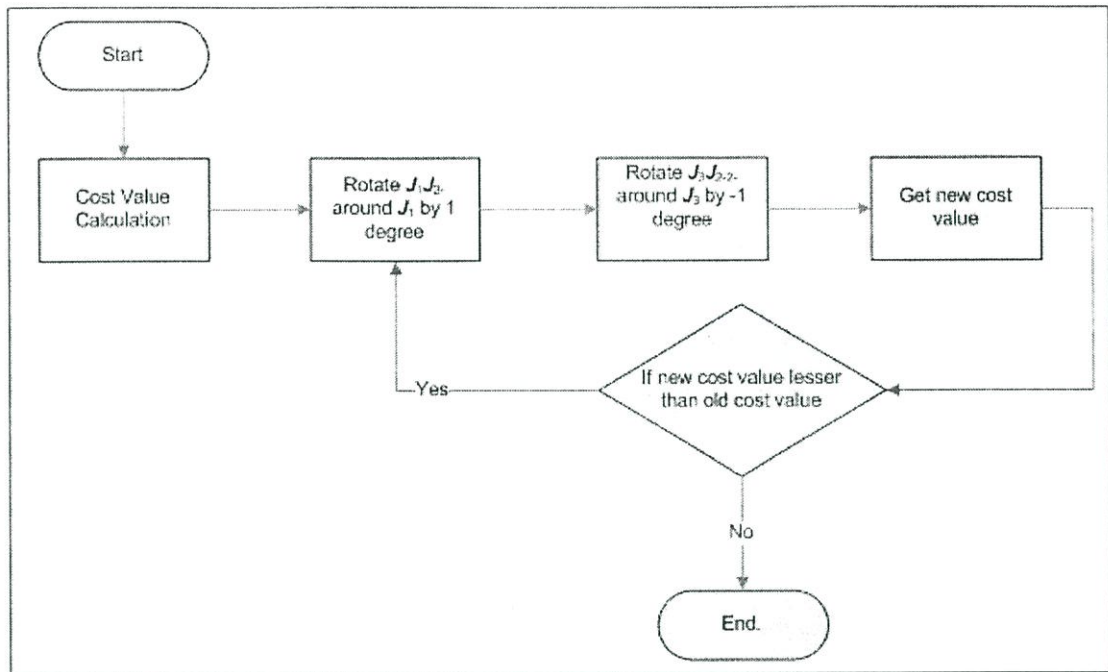 Start
Cost Value
Calculation
Rotate J₁J₂-
around J₁ by 1
degree
Rotate J₃J₂-₂-
around J₃ by -1
degree
Get new cost
value
If new cost value lesser
than old cost value
Yes
No
End.